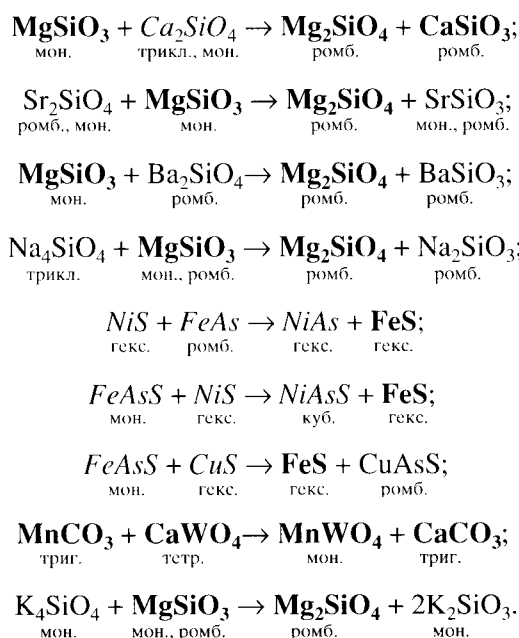 MgSiO₃ + Ca₂SiO₄ → Mg₂SiO₄ + CaSiO₃;
мон. трикл., мон. ромб. ромб.
Sr₂SiO₄ + MgSiO₃ → Mg₂SiO₄ + SrSiO₃;
ромб., мон. мон. ромб. мон., ромб.
MgSiO₃ + Ba₂SiO₄ → Mg₂SiO₄ + BaSiO₃;
мон. ромб. ромб. ромб.
Na₄SiO₄ + MgSiO₃ → Mg₂SiO₄ + Na₂SiO₃;
трикл. мон., ромб. ромб. ромб.
NiS + FeAs → NiAs + FeS;
гекс. ромб. гекс. гекс.
FeAsS + NiS → NiAsS + FeS;
мон. гекс. куб. гекс.
FeAsS + CuS → FeS + CuAsS;
мон. гекс. гекс. ромб.
MnCO₃ + CaWO₄ → MnWO₄ + CaCO₃;
триг. тетр. мон. триг.
K₄SiO₄ + MgSiO₃ → Mg₂SiO₄ + 2K₂SiO₃.
мон. мон., ромб. ромб. мон.